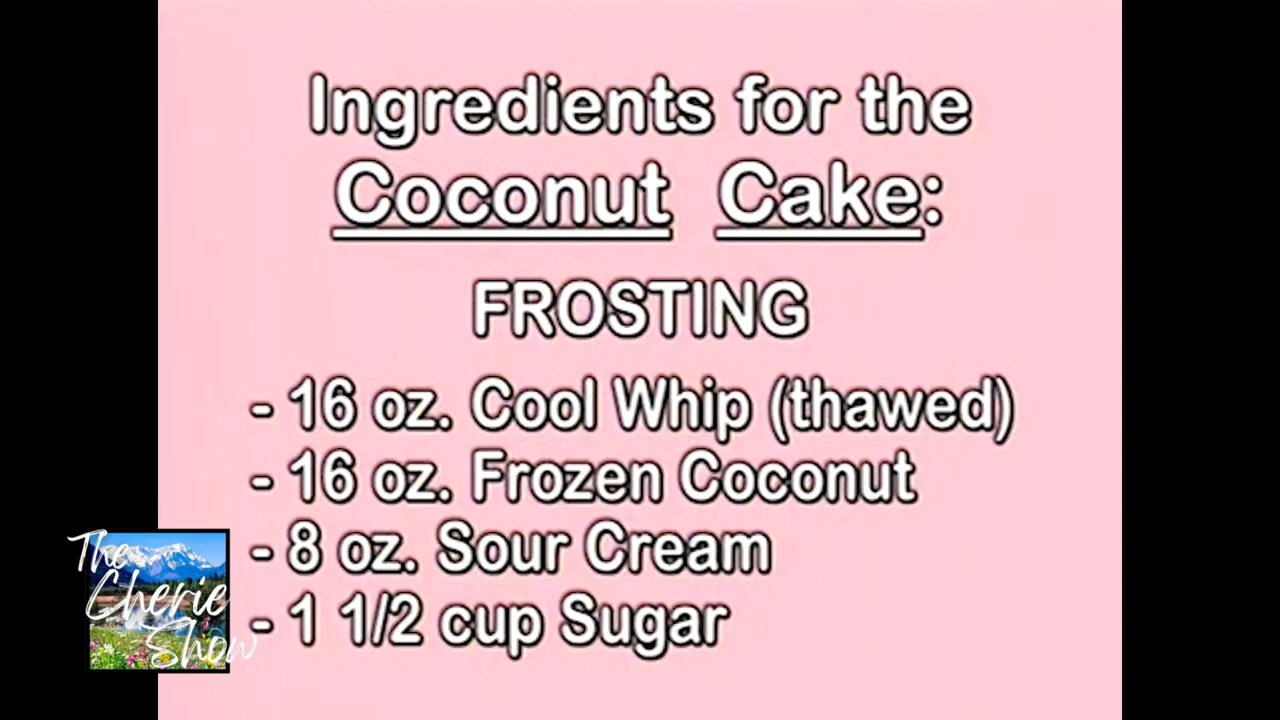 Ingredients for the
Coconut Cake:
FROSTING
- 16 oz. Cool Whip (thawed)
- 16 oz. Frozen Coconut
- 8 oz. Sour Cream
- 1 1/2 cup Sugar
The
Cherie
Show